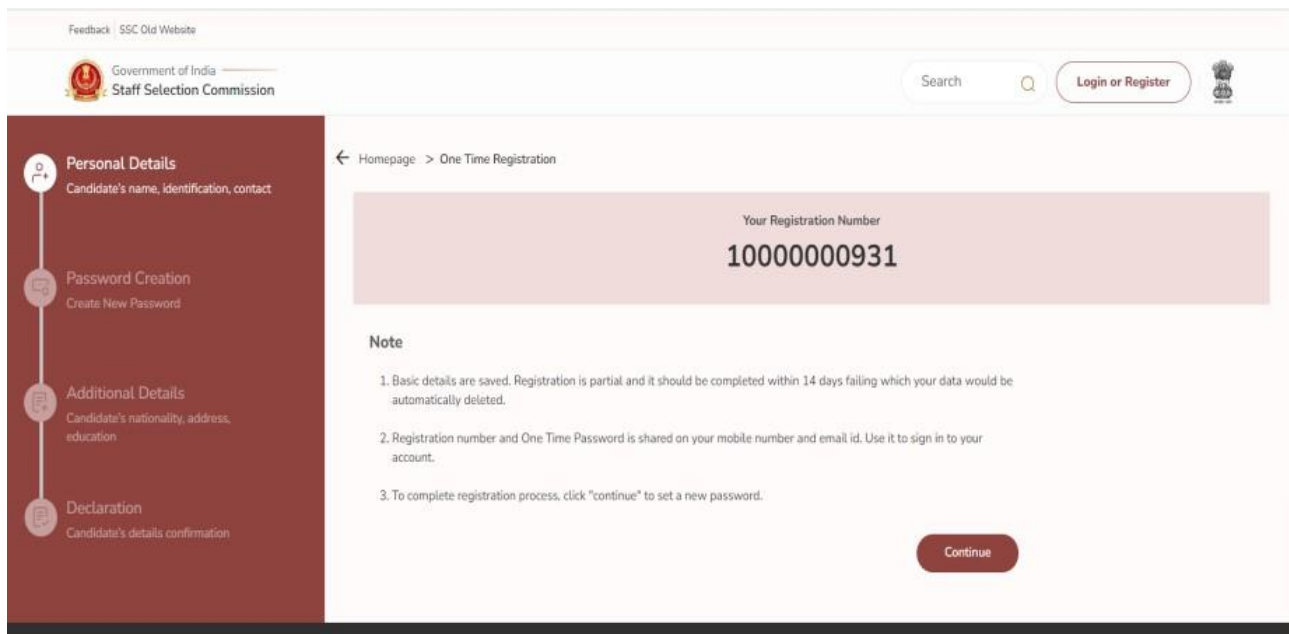 Feedback SSC Old Website
Government of India
Staff Selection Commission
Search
Login or Register
Personal Details
Candidate's name, identification, contact
Password Creation
Create New Password
Additional Details
Candidate's nationality, address,
education
Declaration
Candidate's details confirmation
Homepage > One Time Registration
Your Registration Number
10000000931
Note
1. Basic details are saved. Registration is partial and it should be completed within 14 days failing which your data would be
automatically deleted.
2. Registration number and One Time Password is shared on your mobile number and email id. Use it to sign in to your
account.
3. To complete registration process, click "continue" to set a new password.
Continue